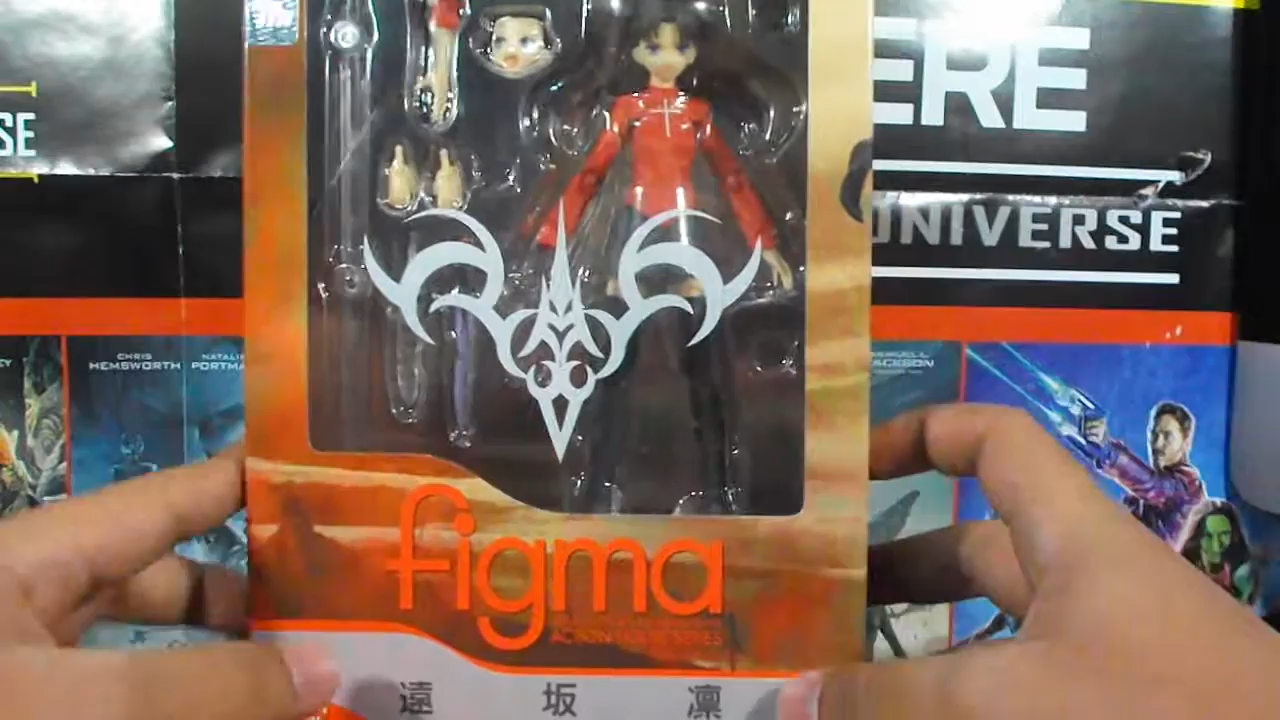 ERE
SE
UNIVERSE
CHRIS
HEMSWORTH
NATALIE
PORTMA
JACKSON
figma
ACTION FIGURE SERIES
遠坂凛